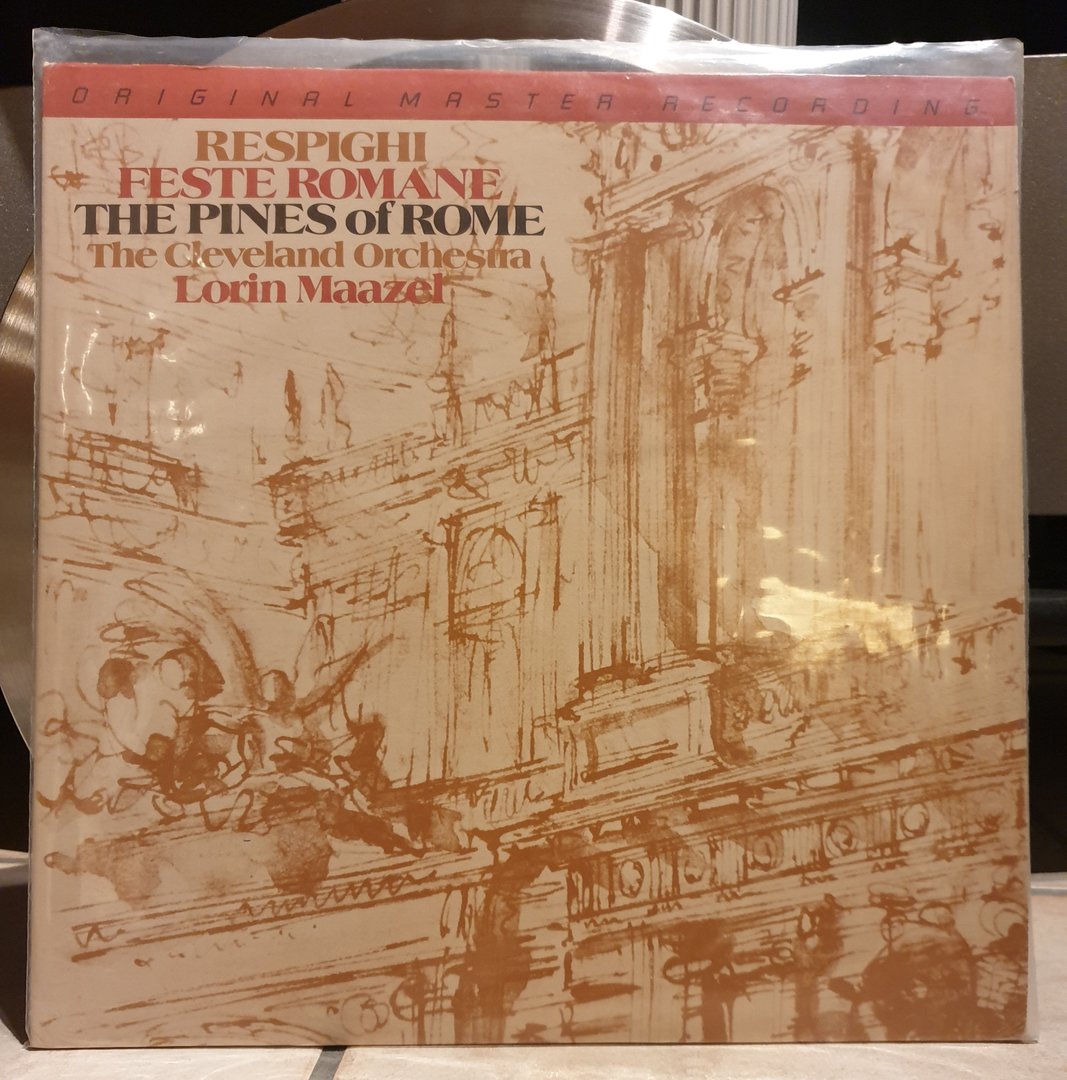 ORIGINAL MASTER RECORDING
RESPIGHI
FESTE ROMANE
THE PINES of ROME
The Cleveland Orchestra
Lorin Maazel